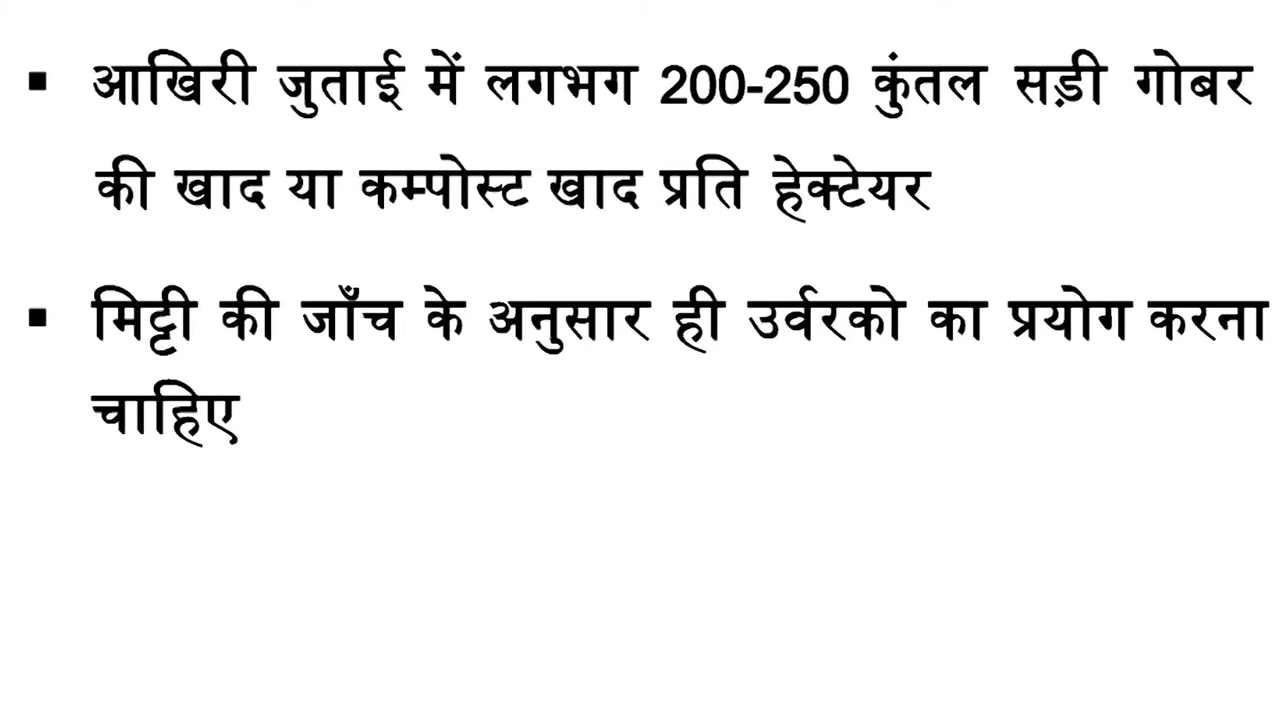 ▪ आखिरी जुताई में लगभग 200-250 कुंतल सड़ी गोबर
की खाद या कम्पोस्ट खाद प्रति हेक्टेयर
▪ मिट्टी की जाँच के अनुसार ही उर्वरको का प्रयोग करना
चाहिए